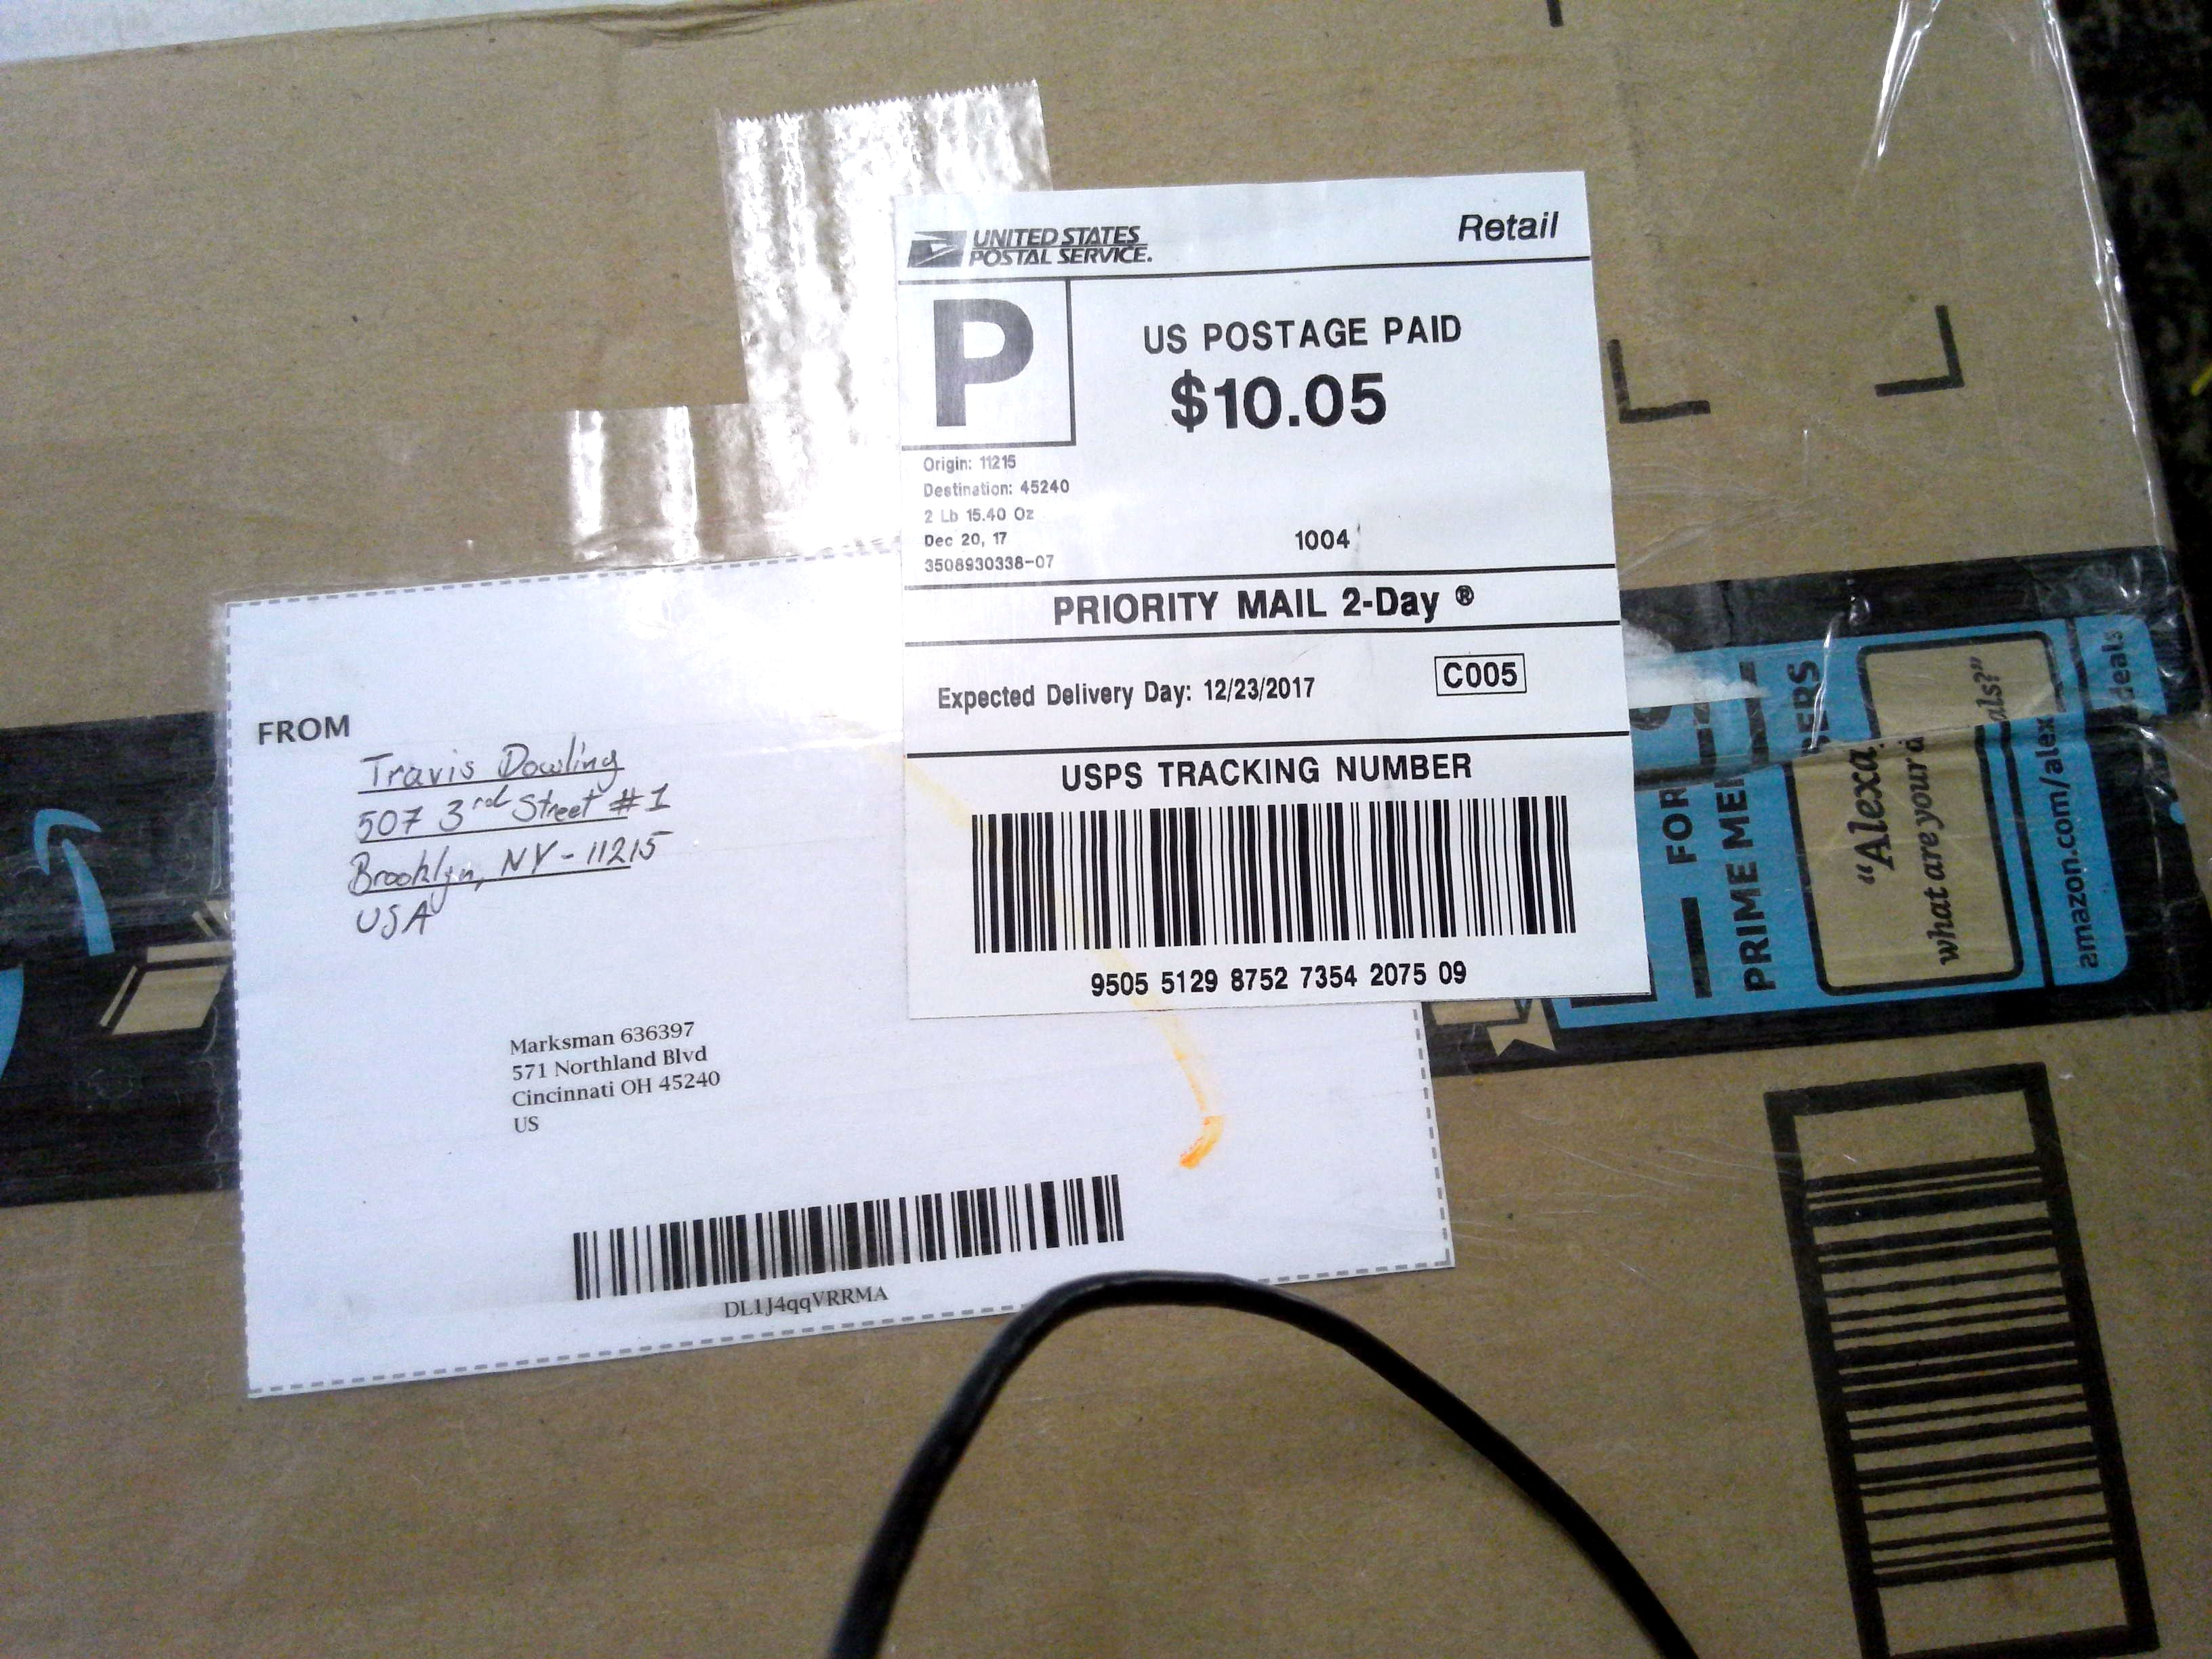 UNITED STATES
POSTAL SERVICE.
Retail
P
US POSTAGE PAID
$10.05
Origin: 11215
Destination: 45240
2 Lb 15.40 Oz
Dec 20, 17
3508930338-07
1004
PRIORITY MAIL 2-Day ®
Expected Delivery Day: 12/23/2017
C005
USPS TRACKING NUMBER
9505 5129 8752 7354 2075 09
FROM
Travis Dowling
507 3rd Street #1
Brooklyn, NY - 11215
USA
Marksman 636397
571 Northland Blvd
Cincinnati OH 45240
US
DL1J4qqVRRMA
FOR
PRIME
"Alexa
what are your
amazon.com/alex
deals